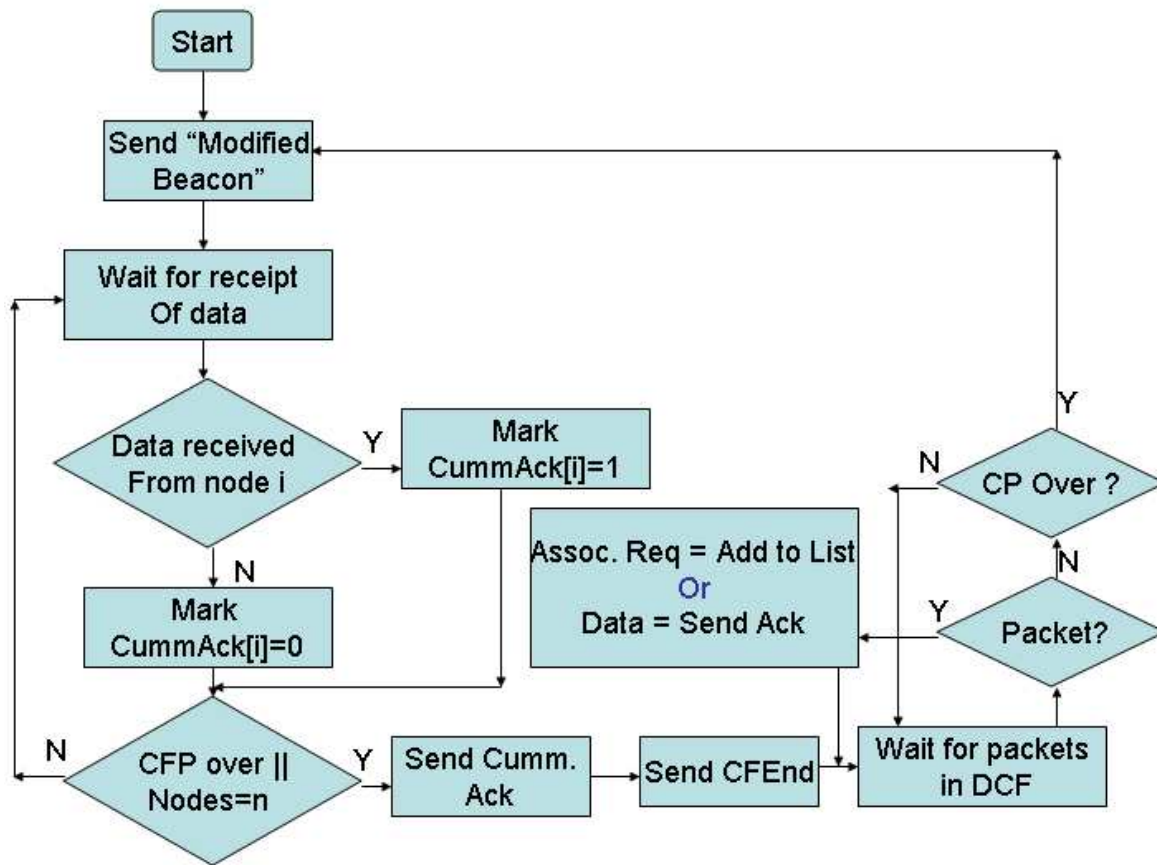 Start
Send “Modified
Beacon”
Wait for receipt
Of data
Data received
From node i
Y
Mark
CummAck[i]=1
N
Mark
CummAck[i]=0
CFP over ||
Nodes=n
N
Y
Send Cumm.
Ack
Send CFEnd
Wait for packets
in DCF
Packet?
Y
N
Assoc. Req = Add to List
Or
Data = Send Ack
CP Over ?
N
Y